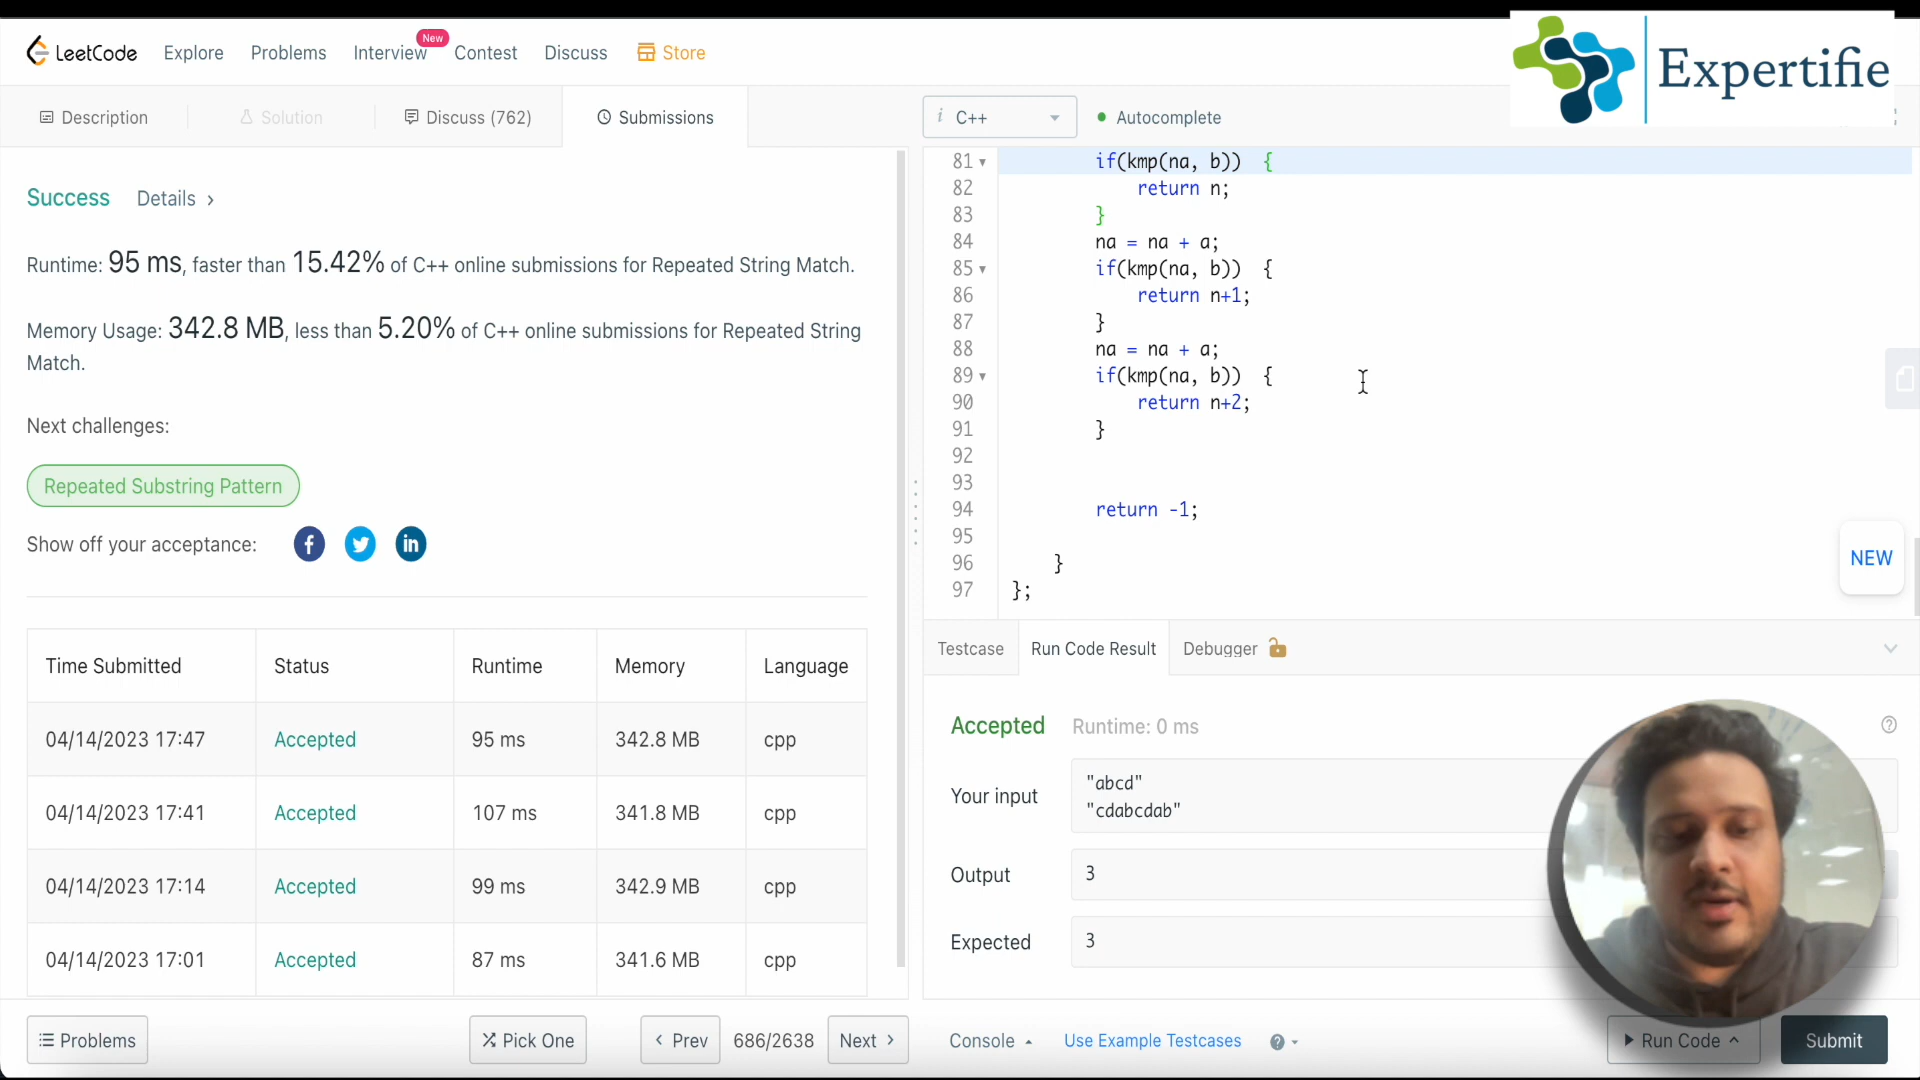 LeetCode
Explore
Problems
Interview
New
Contest
Discuss
Store
Expertifie
Description
Solution
Discuss (762)
Submissions
Success
Details ›
Runtime: 95 ms, faster than 15.42% of C++ online submissions for Repeated String Match.
Memory Usage: 342.8 MB, less than 5.20% of C++ online submissions for Repeated String
Match.
Next challenges:
Repeated Substring Pattern
Show off your acceptance:
f
in
Time Submitted Status Runtime Memory Language
04/14/2023 17:47 Accepted 95 ms 342.8 MB cpp
04/14/2023 17:41 Accepted 107 ms 341.8 MB cpp
04/14/2023 17:14 Accepted 99 ms 342.9 MB cpp
04/14/2023 17:01 Accepted 87 ms 341.6 MB cpp
Problems
Pick One
‹ Prev
686/2638
Next ›
i C++
Autocomplete
81 if(kmp(na, b)) {
82 return n;
83 }
84 na = na + a;
85 if(kmp(na, b)) {
86 return n+1;
87 }
88 na = na + a;
89 if(kmp(na, b)) {
90 return n+2;
91 }
92
93
94 return -1;
95
96 }
97 };
NEW
Testcase
Run Code Result
Debugger
Accepted
Runtime: 0 ms
?
Your input
"abcd"
"cdabcdab"
Output
3
Expected
3
Console
Use Example Testcases
?
Run Code
Submit